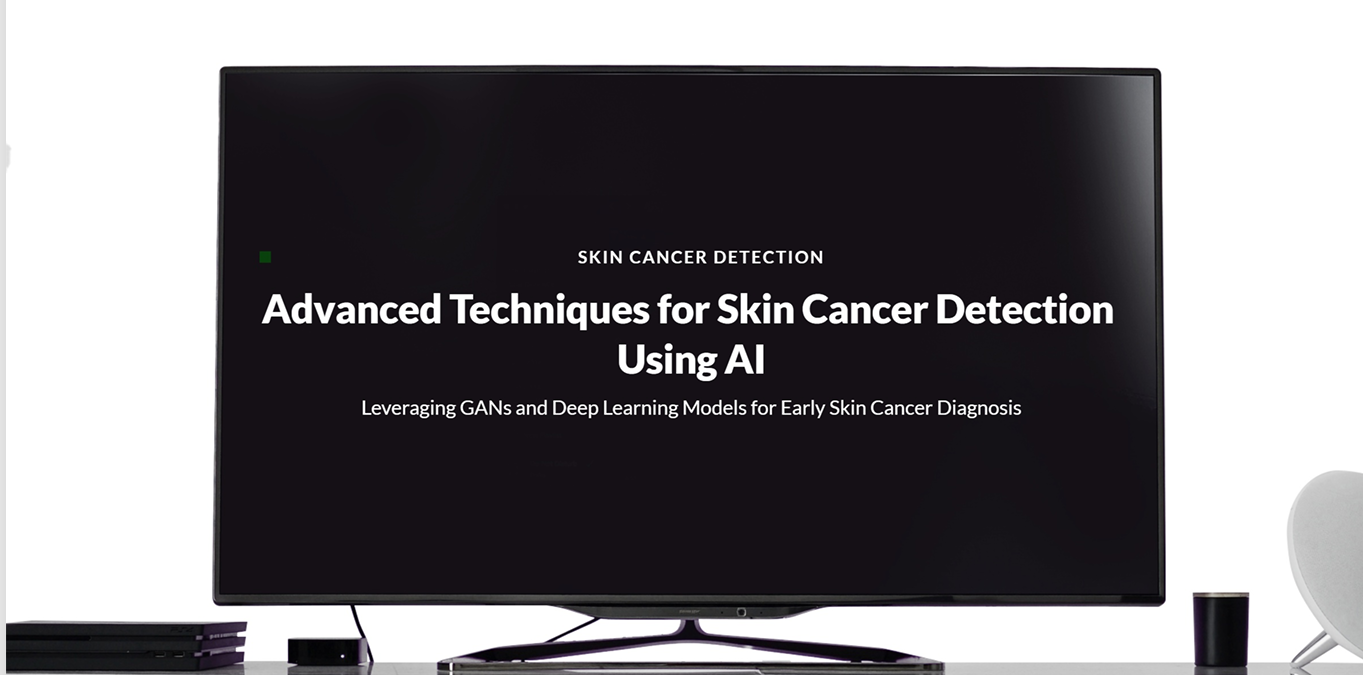 SKIN CANCER DETECTION
Advanced Techniques for Skin Cancer Detection
Using AI
Leveraging GANs and Deep Learning Models for Early Skin Cancer Diagnosis